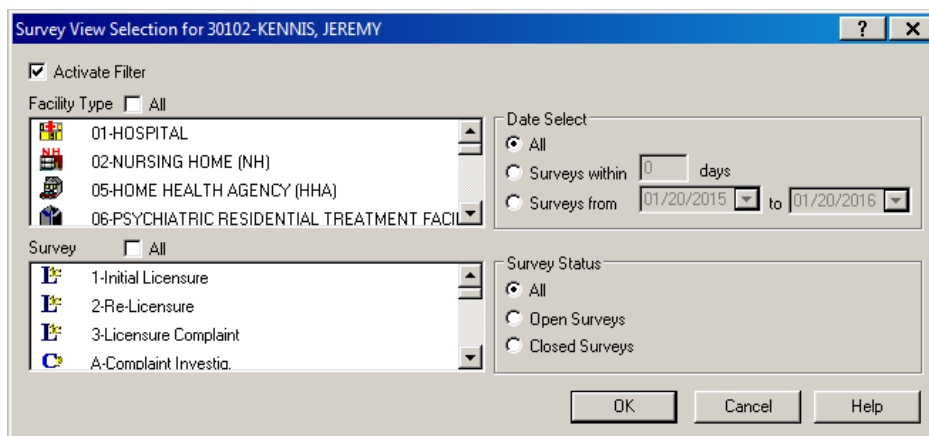 Survey View Selection for 30102-KENNIS, JEREMY
Activate Filter
Facility Type All
01-HOSPITAL
NH 02-NURSING HOME (NH)
05-HOME HEALTH AGENCY (HHA)
06-PSYCHIATRIC RESIDENTIAL TREATMENT FACIL
Date Select
All
Surveys within 0 days
Surveys from 01/20/2015 to 01/20/2016
Survey All
1-Initial Licensure
2-Re-Licensure
3-Licensure Complaint
A-Complaint Investig.
Survey Status
All
Open Surveys
Closed Surveys
OK Cancel Help